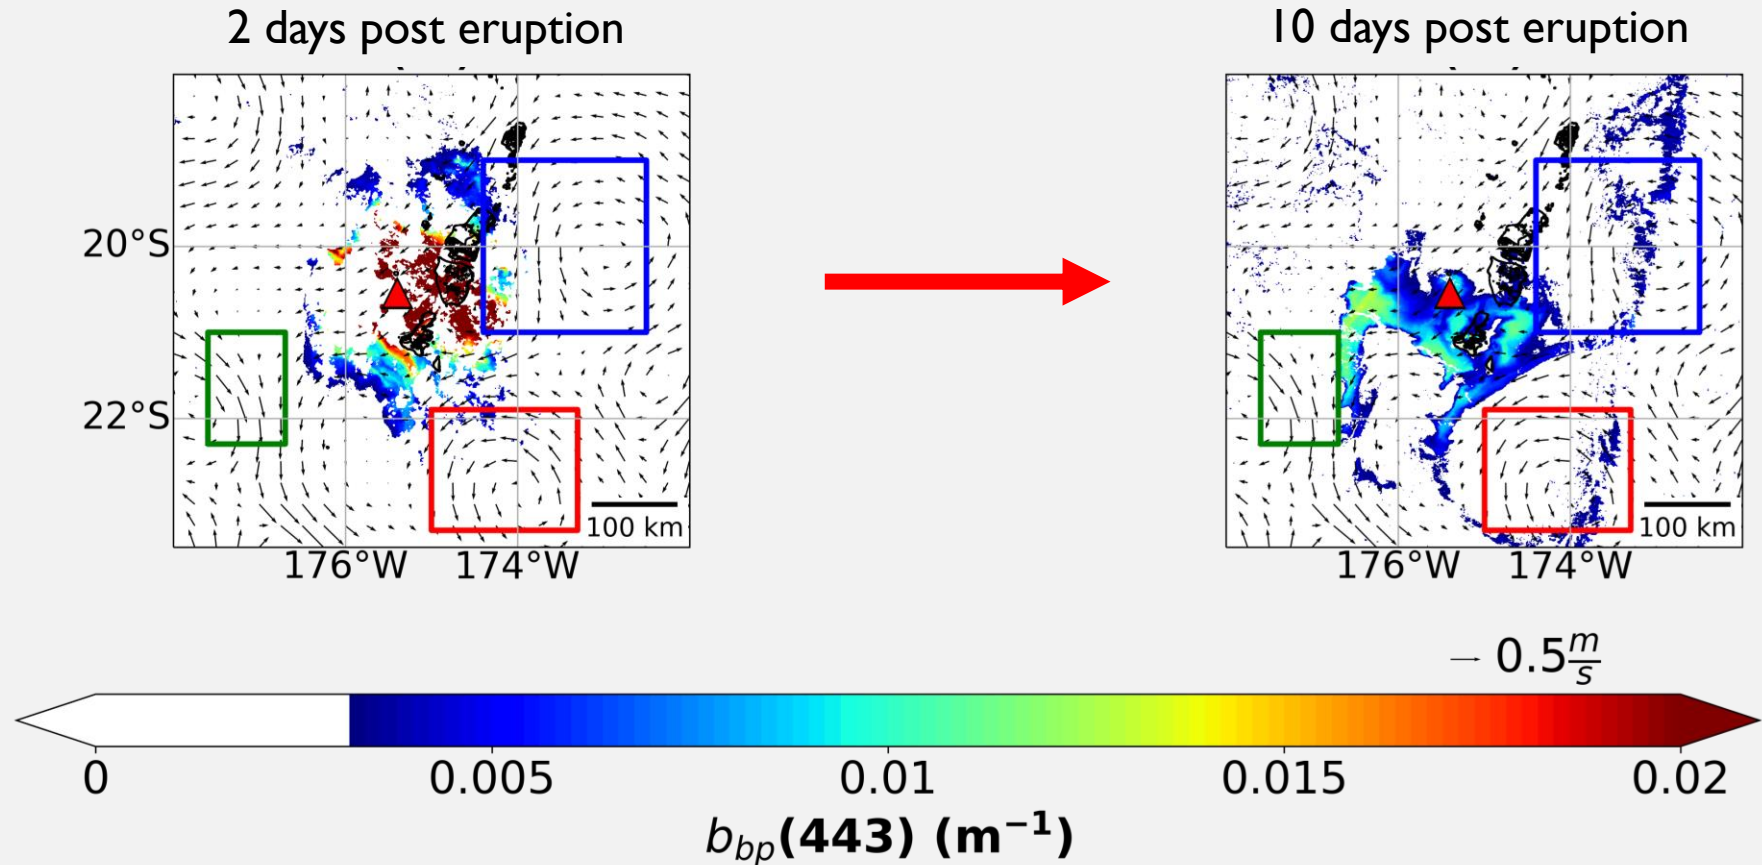 2 days post eruption
10 days post eruption
20°S
22°S
100 km
100 km
176°W 174°W
176°W 174°W
0.5 m/s
0 0.005 0.01 0.015 0.02
b_bp(443) (m⁻¹)